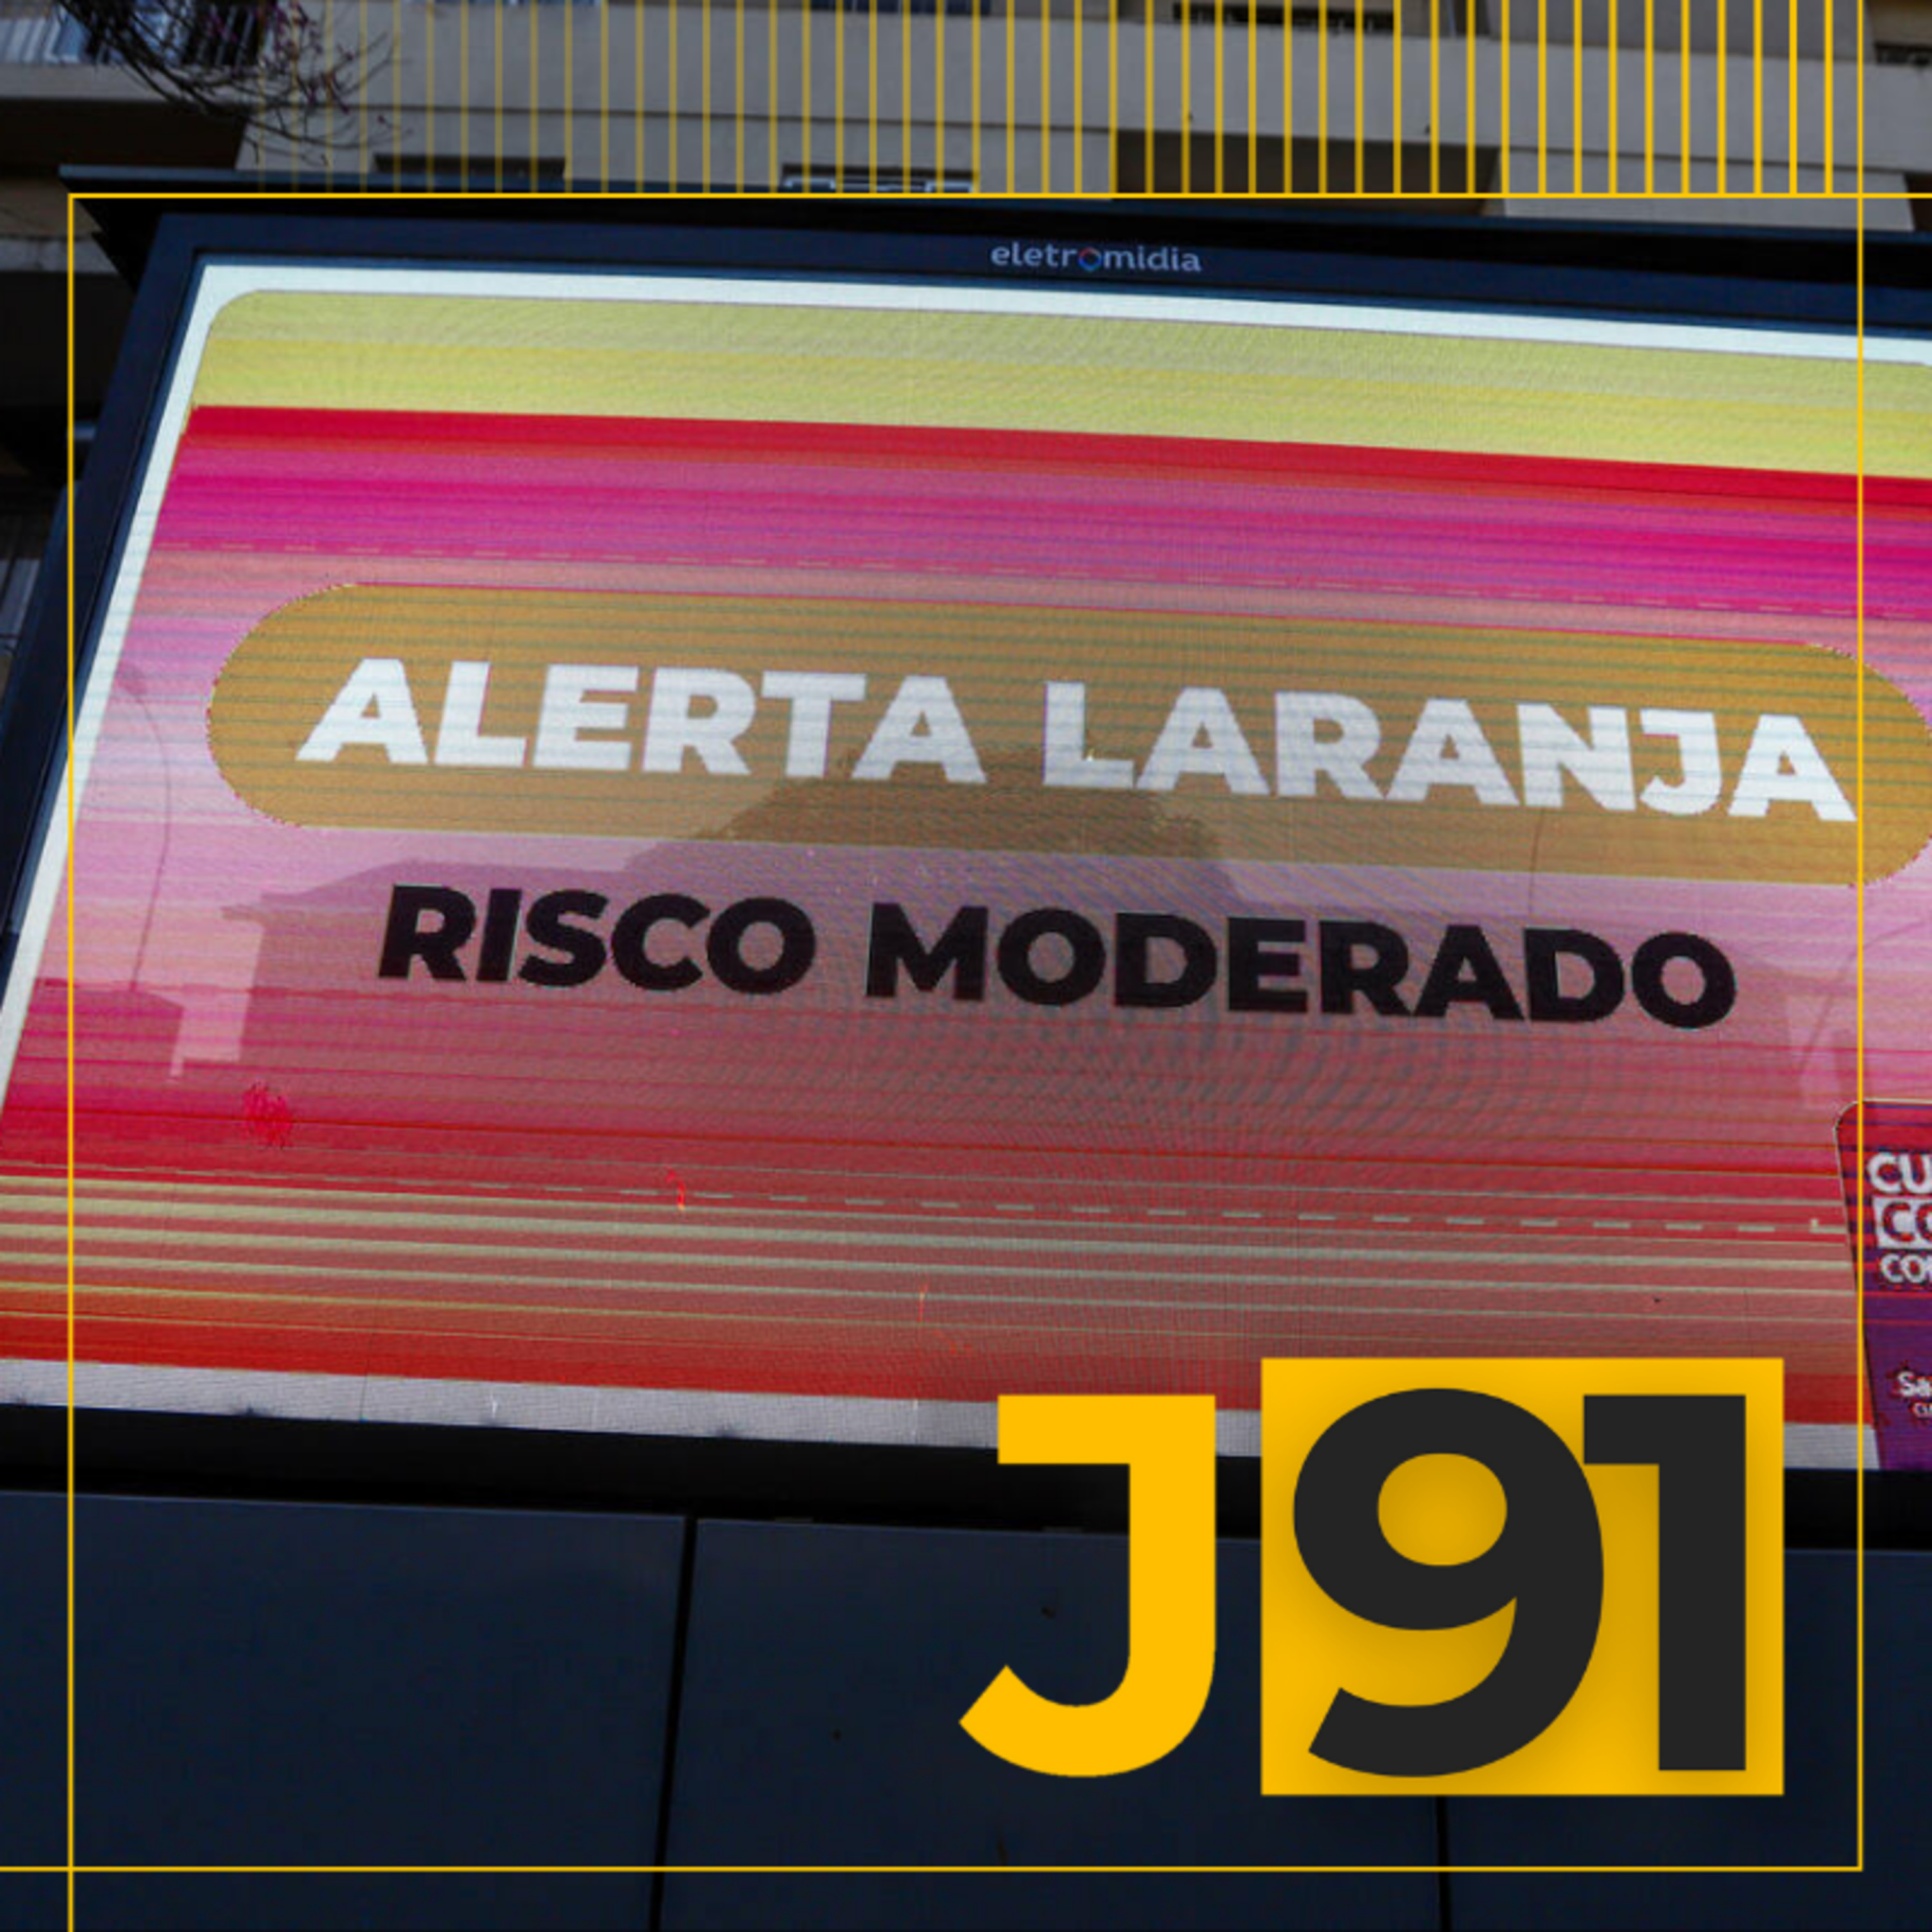 eletromidia
ALERTA LARANJA
RISCO MODERADO
J91